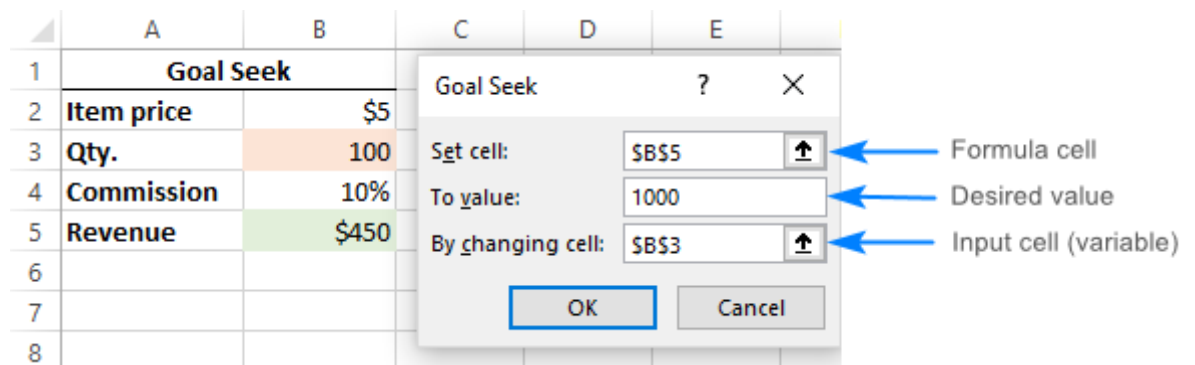 A B C D E
1 Goal Seek
Goal Seek ? ×
2 Item price $5
3 Qty. 100
Set cell: $B$5 Formula cell
4 Commission 10%
To value: 1000 Desired value
5 Revenue $450
By changing cell: $B$3 Input cell (variable)
6
7
OK Cancel
8